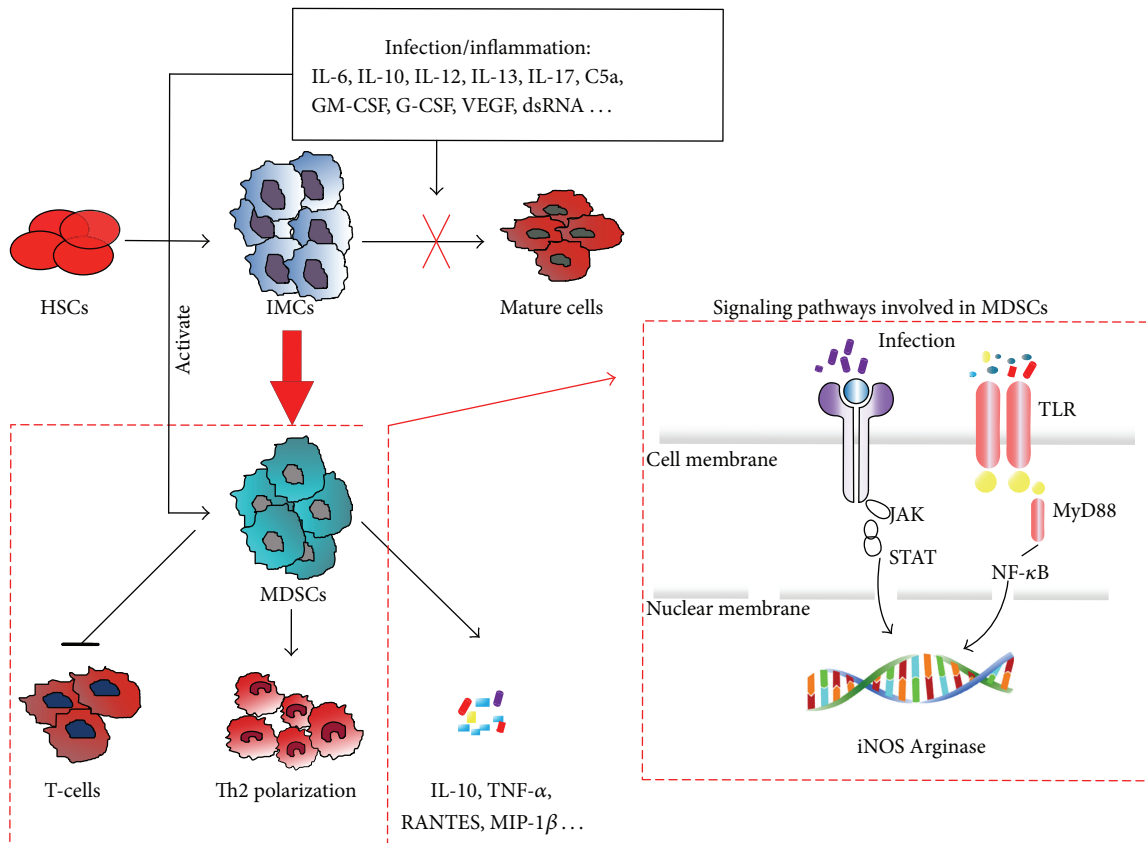 Infection/inflammation:
IL-6, IL-10, IL-12, IL-13, IL-17, C5a,
GM-CSF, G-CSF, VEGF, dsRNA . . .
HSCs
IMCs
Mature cells
Activate
MDSCs
T-cells
Th2 polarization
IL-10, TNF-α,
RANTES, MIP-1β . . .
Signaling pathways involved in MDSCs
Infection
TLR
Cell membrane
JAK
MyD88
STAT
NF-κB
Nuclear membrane
iNOS Arginase